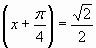 (x + π/4) = √2/2